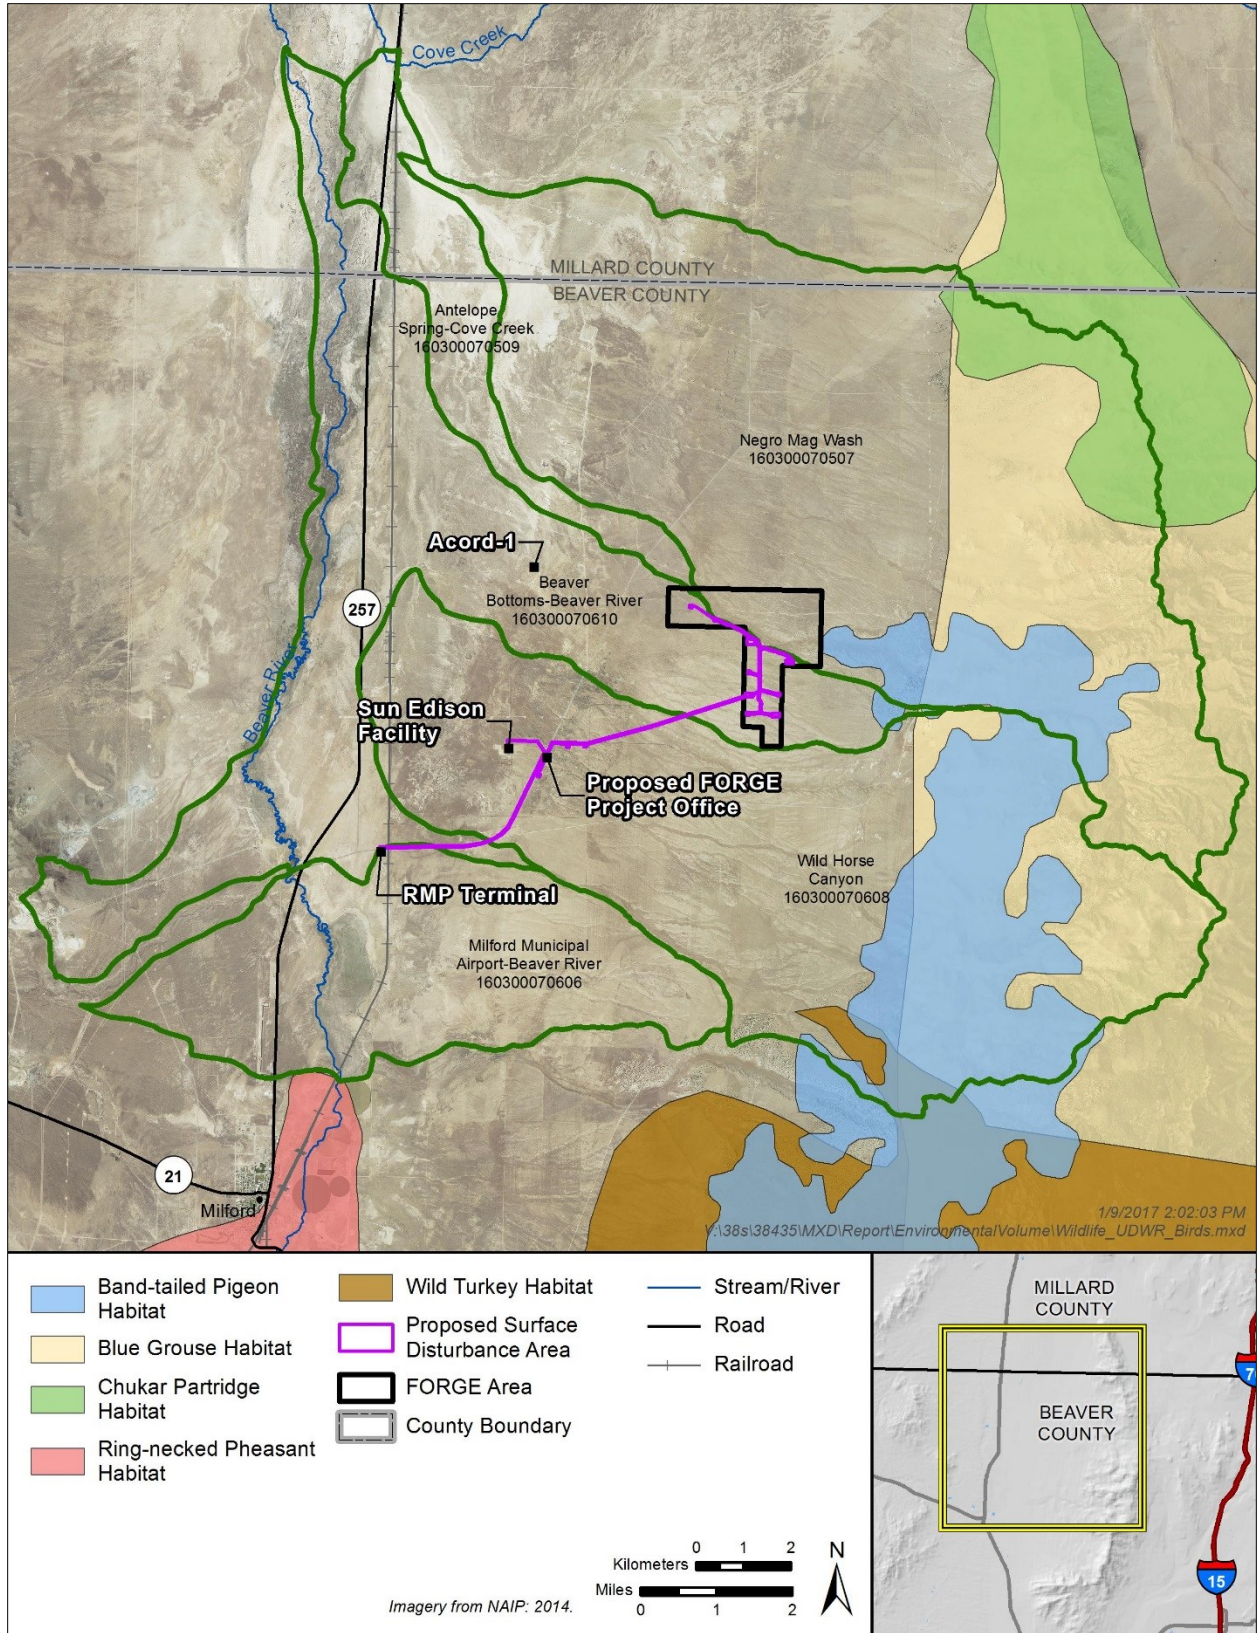 Cove Creek
MILLARD COUNTY
BEAVER COUNTY
Antelope
Spring-Cove Creek
160300070509
Negro Mag Wash
160300070507
Acord-1
Beaver
Bottoms-Beaver River
160300070610
257
Beaver River
Sun Edison
Facility
Proposed FORGE
Project Office
Wild Horse
Canyon
160300070608
RMP Terminal
Milford Municipal
Airport-Beaver River
160300070606
21
Milford
1/9/2017 2:02:03 PM
V:\38s\38435\MXD\Report\EnvironmentalVolume\Wildlife_UDWR_Birds.mxd
Band-tailed Pigeon
Habitat
Blue Grouse Habitat
Chukar Partridge
Habitat
Ring-necked Pheasant
Habitat
Wild Turkey Habitat
Proposed Surface
Disturbance Area
FORGE Area
County Boundary
Stream/River
Road
Railroad
0 1 2
Kilometers
Miles
0 1 2
N
Imagery from NAIP: 2014.
MILLARD
COUNTY
BEAVER
COUNTY
7
15